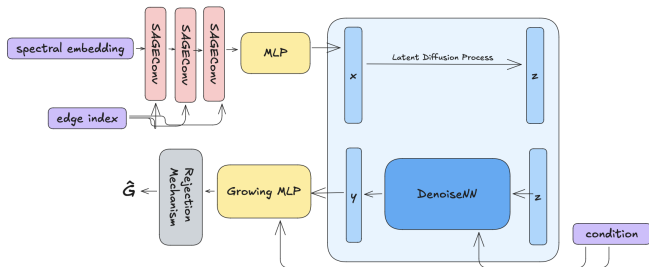 spectral embedding
SAGEConv
SAGEConv
SAGEConv
MLP
x
Latent Diffusion Process
z
edge index
Ĝ
Rejection
Mechanism
Growing MLP
y
DenoiseNN
z
condition